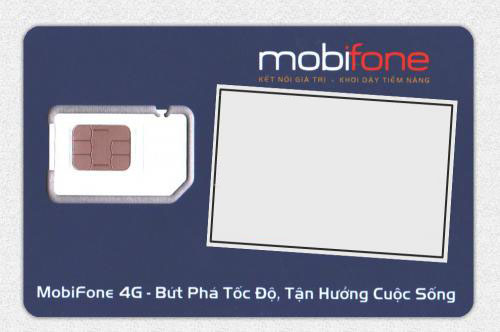 mobifone
KẾT NỐI GIÁ TRỊ - KHƠI DẬY TIỀM NĂNG
MobiFone 4G - Bứt Phá Tốc Độ, Tận Hưởng Cuộc Sống